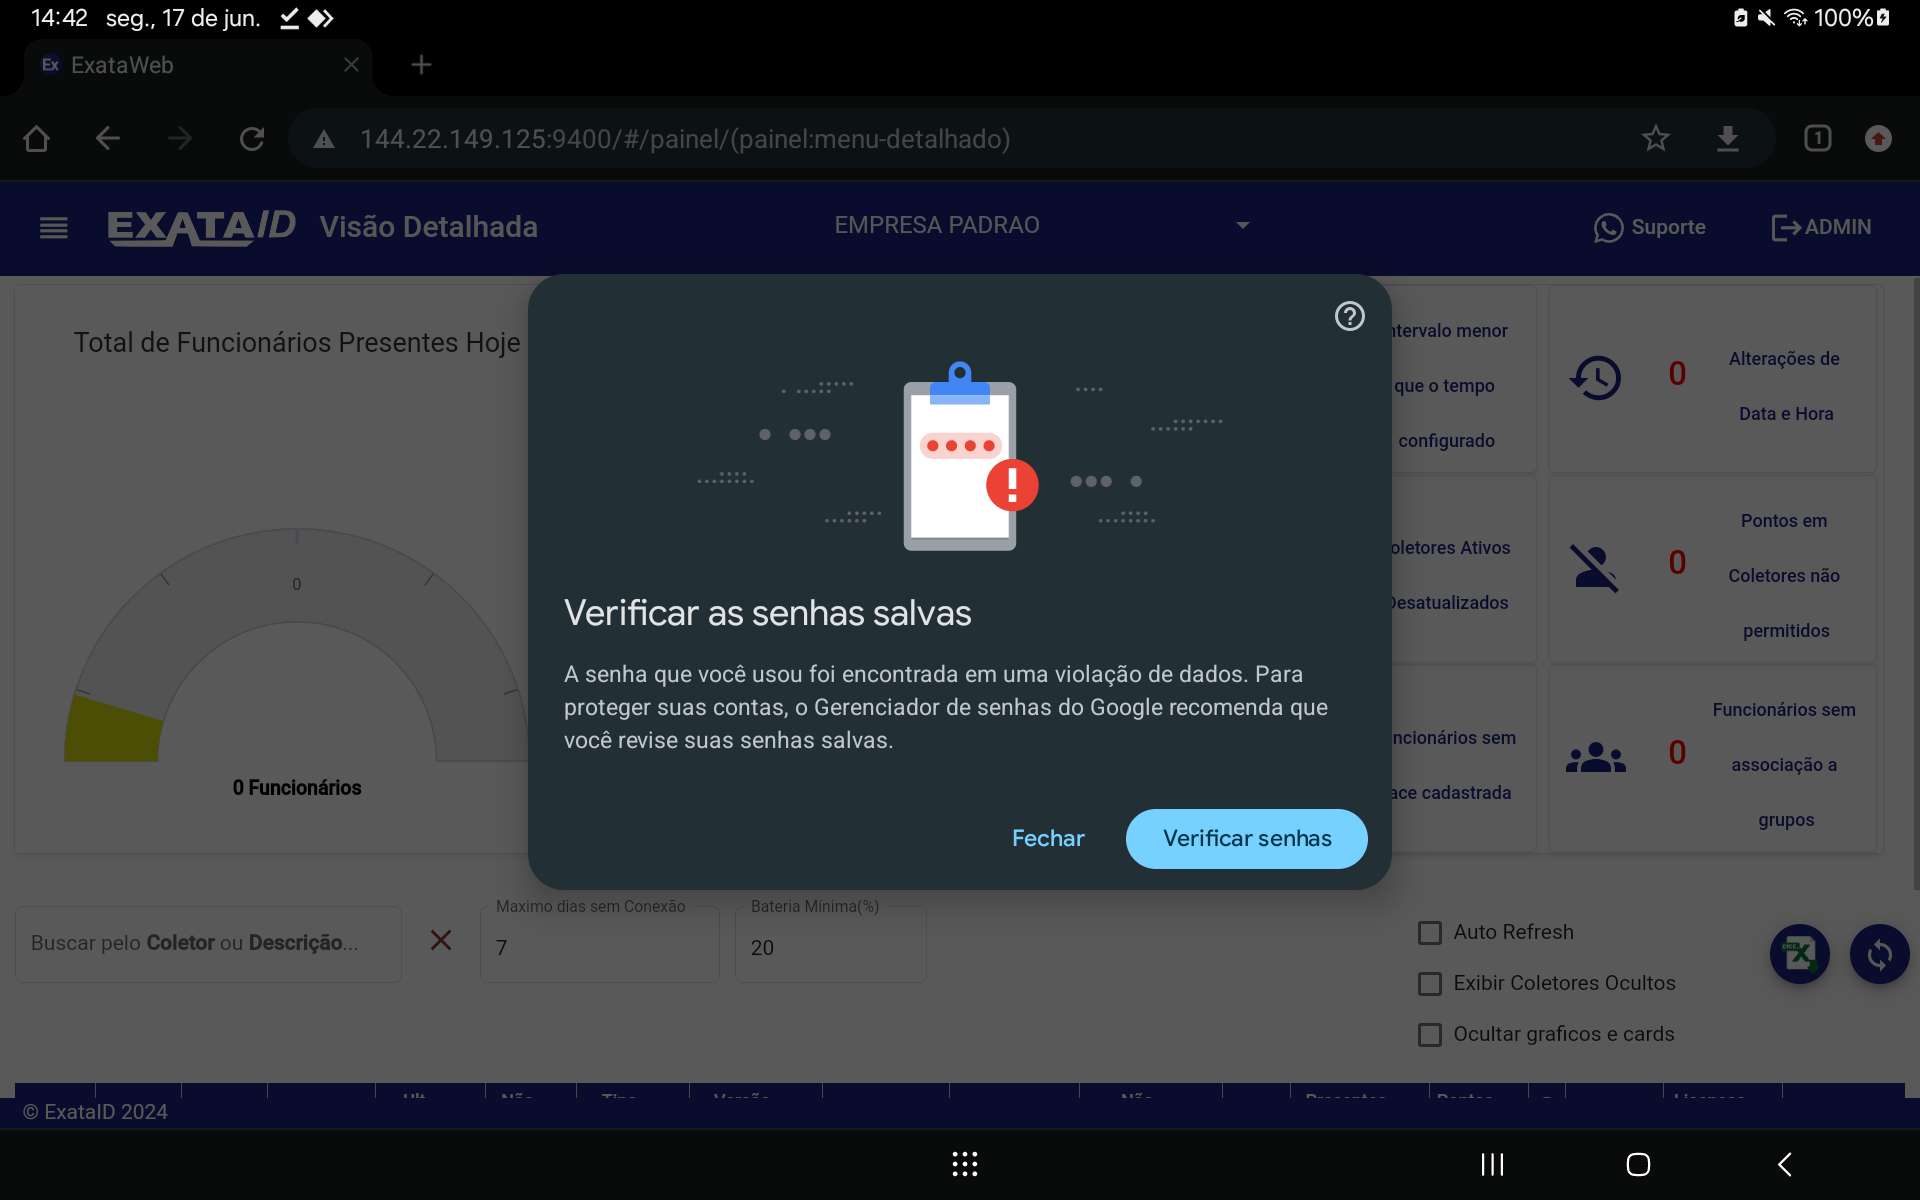 14:42 seg., 17 de jun.
100%
Ex ExataWeb
144.22.149.125:9400/#/painel/(painel:menu-detalhado)
1
EXATAID Visão Detalhada
EMPRESA PADRAO
Suporte
ADMIN
Total de Funcionários Presentes Hoje
0
0 Funcionários
ntervalo menor
que o tempo
configurado
0
Alterações de
Data e Hora
oletores Ativos
Desatualizados
0
Pontos em
Coletores não
permitidos
ncionários sem
ace cadastrada
0
Funcionários sem
associação a
grupos
Verificar as senhas salvas
A senha que você usou foi encontrada em uma violação de dados. Para
proteger suas contas, o Gerenciador de senhas do Google recomenda que
você revise suas senhas salvas.
Fechar
Verificar senhas
Buscar pelo Coletor ou Descrição...
Maximo dias sem Conexão
7
Bateria Mínima(%)
20
Auto Refresh
Exibir Coletores Ocultos
Ocultar graficos e cards
© ExataID 2024